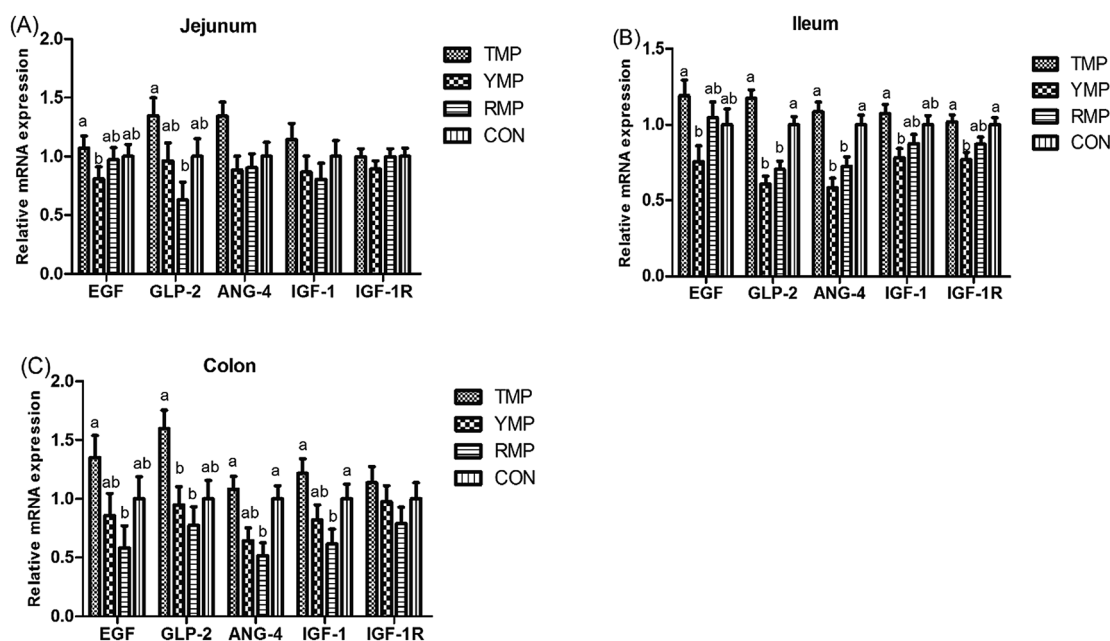 (A)
Jejunum
Relative mRNA expression
2.0
1.5
1.0
0.5
0.0
a
b
ab
ab
a
ab
b
ab
EGF GLP-2 ANG-4 IGF-1 IGF-1R
TMP
YMP
RMP
CON
(B)
Ileum
Relative mRNA expression
1.5
1.0
0.5
0.0
a
b
ab
ab
a
b
b
a
a
b
b
a
a
b
ab
ab
a
b
ab
a
EGF GLP-2 ANG-4 IGF-1 IGF-1R
TMP
YMP
RMP
CON
(C)
Colon
Relative mRNA expression
2.0
1.5
1.0
0.5
0.0
a
ab
b
ab
a
b
b
ab
a
ab
b
a
a
ab
b
a
EGF GLP-2 ANG-4 IGF-1 IGF-1R
TMP
YMP
RMP
CON